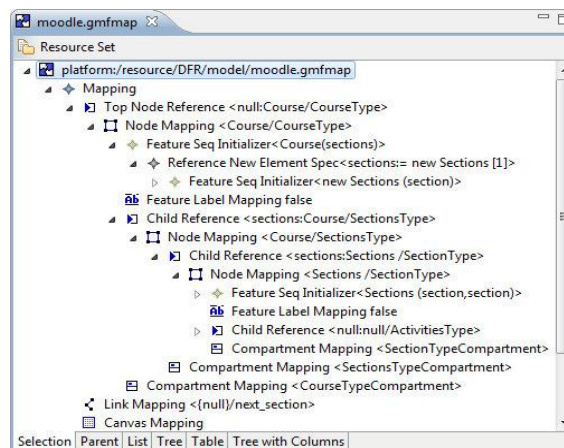 moodle.gmfmap
Resource Set
platform:/resource/DFR/model/moodle.gmfmap
Mapping
Top Node Reference <null:Course/CourseType>
Node Mapping <Course/CourseType>
Feature Seq Initializer<Course(sections)>
Reference New Element Spec<sections:= new Sections [1]>
Feature Seq Initializer<new Sections (section)>
Ab Feature Label Mapping false
Child Reference <sections:Course/SectionsType>
Node Mapping <Course/SectionsType>
Child Reference <sections:Sections /SectionType>
Node Mapping <Sections /SectionType>
Feature Seq Initializer<Sections (section,section)>
Ab Feature Label Mapping false
Child Reference <null:null/ActivitiesType>
Compartment Mapping <SectionTypeCompartment>
Compartment Mapping <SectionsTypeCompartment>
Compartment Mapping <CourseTypeCompartment>
Link Mapping <{null}/next_section>
Canvas Mapping
Selection Parent List Tree Table Tree with Columns